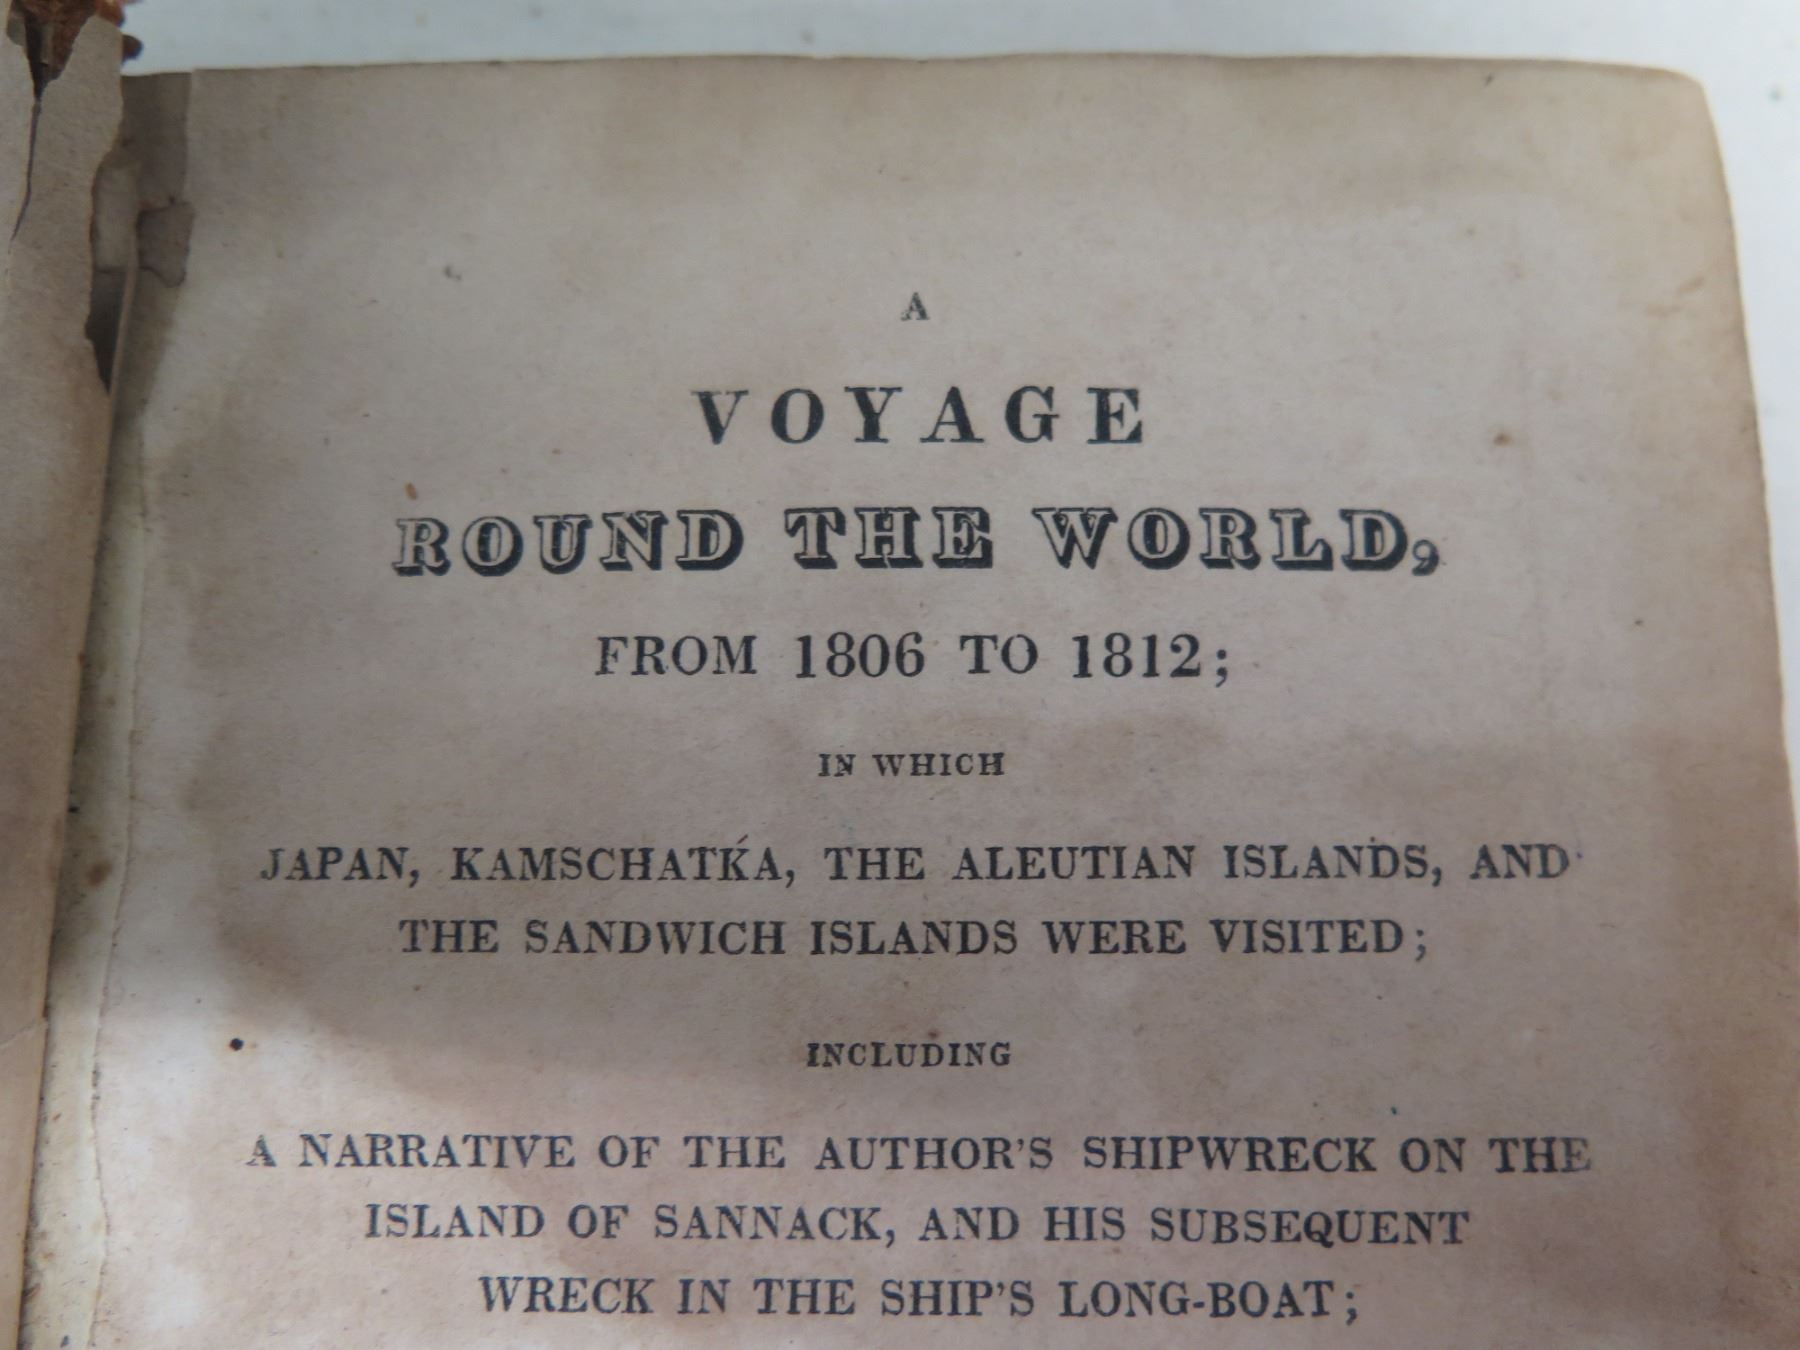 A
VOYAGE
ROUND THE WORLD,
FROM 1806 TO 1812;
IN WHICH
JAPAN, KAMSCHATKA, THE ALEUTIAN ISLANDS, AND
THE SANDWICH ISLANDS WERE VISITED;
INCLUDING
A NARRATIVE OF THE AUTHOR'S SHIPWRECK ON THE
ISLAND OF SANNACK, AND HIS SUBSEQUENT
WRECK IN THE SHIP'S LONG-BOAT;